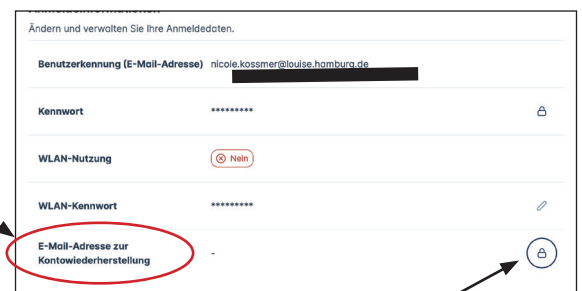 Anmeldeinformationen
Ändern und verwalten Sie Ihre Anmeldedaten.
Benutzerkennung (E-Mail-Adresse) nicole.kossmer@louise.hamburg.de
Kennwort *********
WLAN-Nutzung Nein
WLAN-Kennwort *********
E-Mail-Adresse zur
Kontowiederherstellung -